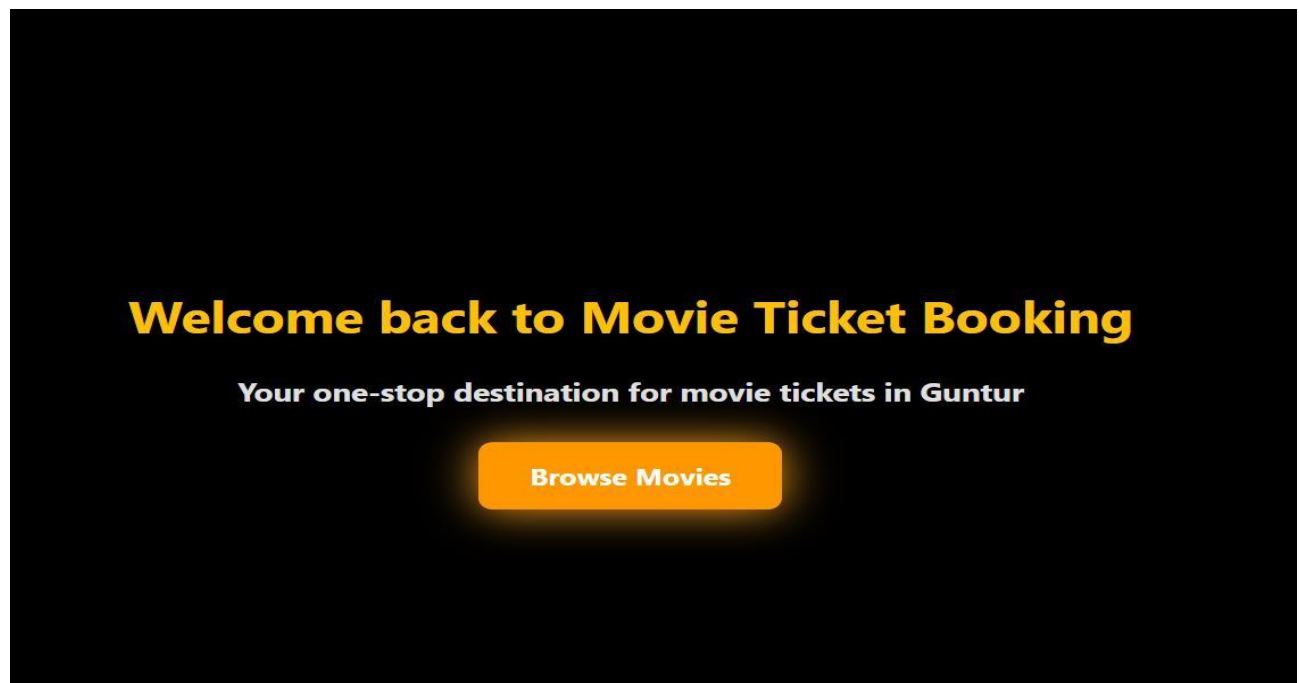 Welcome back to Movie Ticket Booking
Your one-stop destination for movie tickets in Guntur
Browse Movies